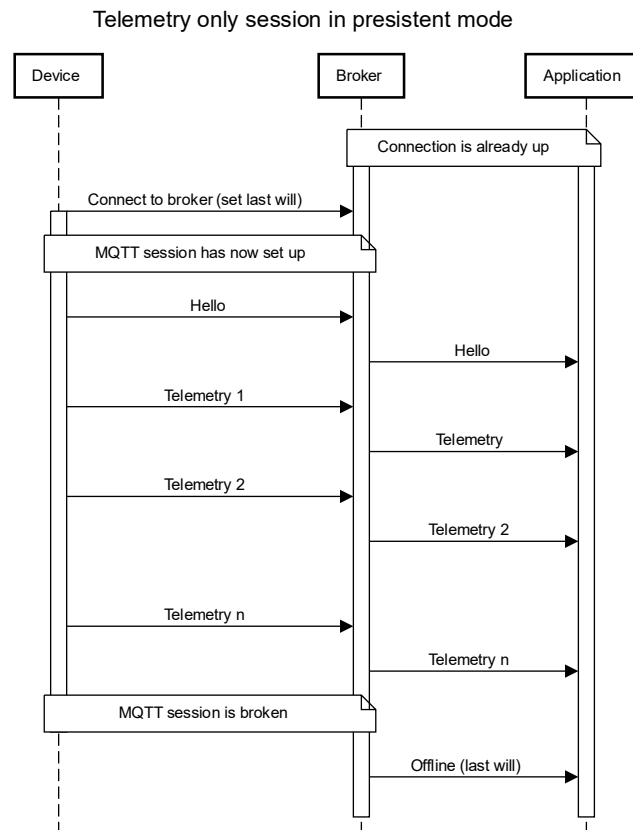 Telemetry only session in presistent mode
Device
Broker
Application
Connection is already up
Connect to broker (set last will)
MQTT session has now set up
Hello
Hello
Telemetry 1
Telemetry
Telemetry 2
Telemetry 2
Telemetry n
Telemetry n
MQTT session is broken
Offline (last will)